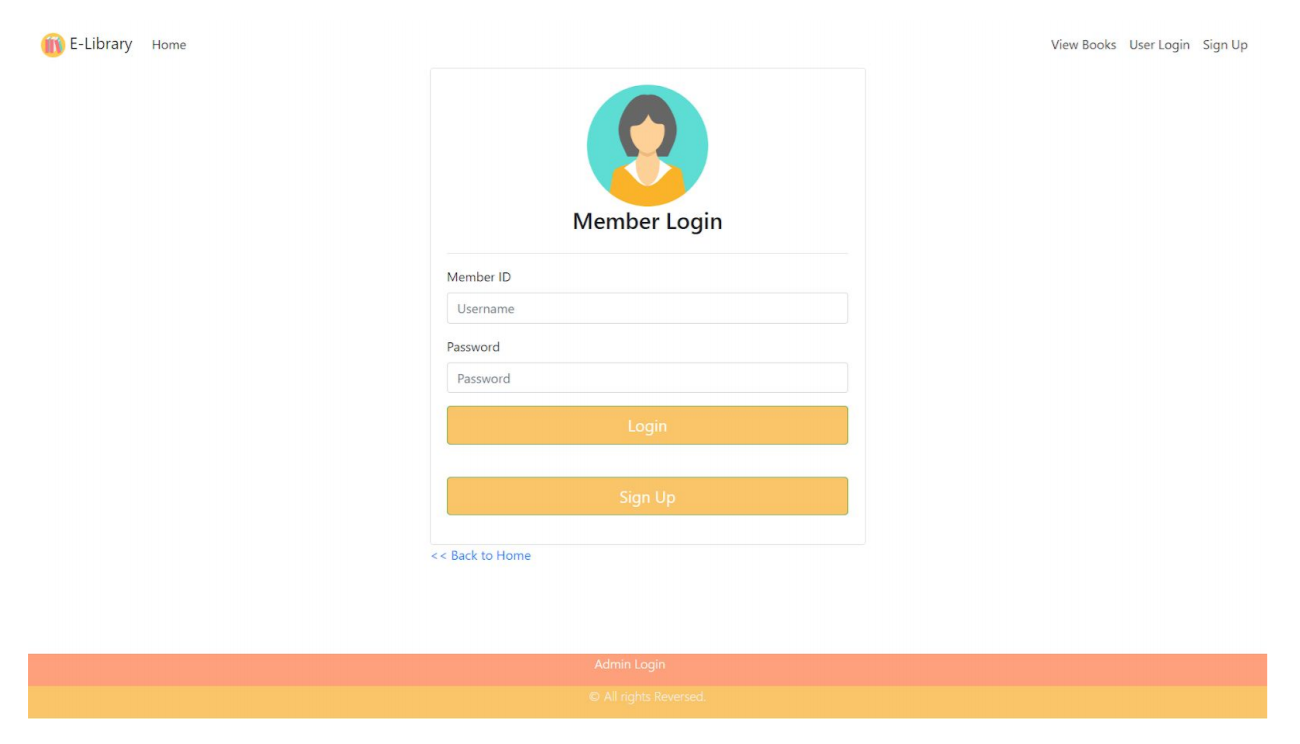 E-Library Home View Books User Login Sign Up
Member Login
Member ID
Username
Password
Password
Login
Sign Up
<< Back to Home
Admin Login
© All rights Reversed.